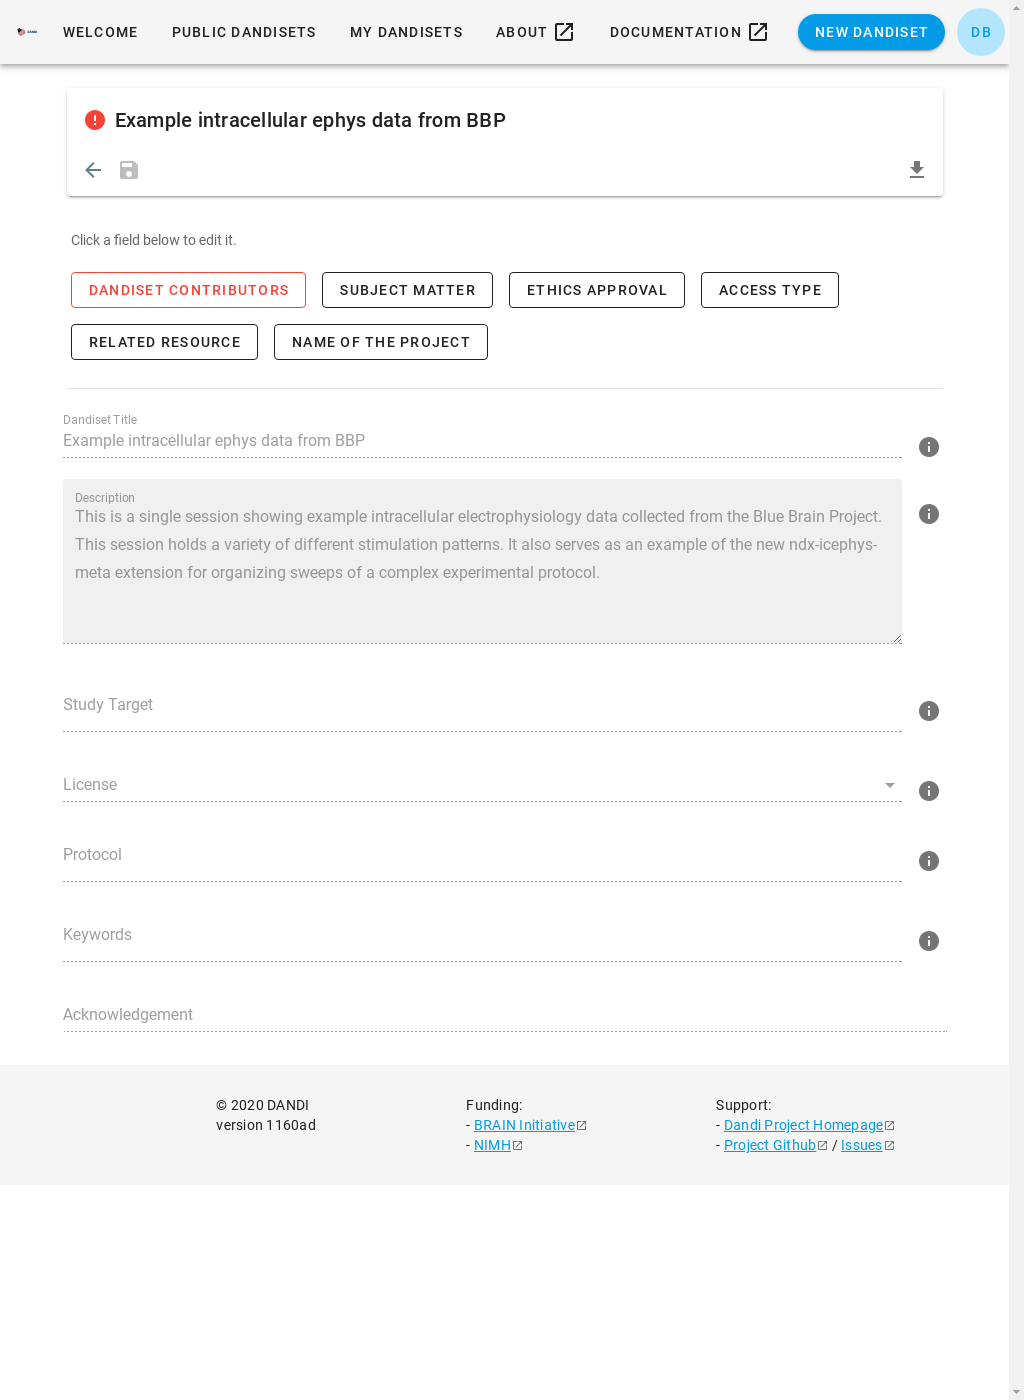 WELCOME PUBLIC DANDISETS MY DANDISETS ABOUT DOCUMENTATION NEW DANDISET DB
Example intracellular ephys data from BBP
Click a field below to edit it.
DANDISET CONTRIBUTORS SUBJECT MATTER ETHICS APPROVAL ACCESS TYPE
RELATED RESOURCE NAME OF THE PROJECT
Dandiset Title
Example intracellular ephys data from BBP
Description
This is a single session showing example intracellular electrophysiology data collected from the Blue Brain Project.
This session holds a variety of different stimulation patterns. It also serves as an example of the new ndx-icephys-
meta extension for organizing sweeps of a complex experimental protocol.
Study Target
License
Protocol
Keywords
Acknowledgement
© 2020 DANDI
version 1160ad
Funding:
- BRAIN Initiative
- NIMH
Support:
- Dandi Project Homepage
- Project Github / Issues